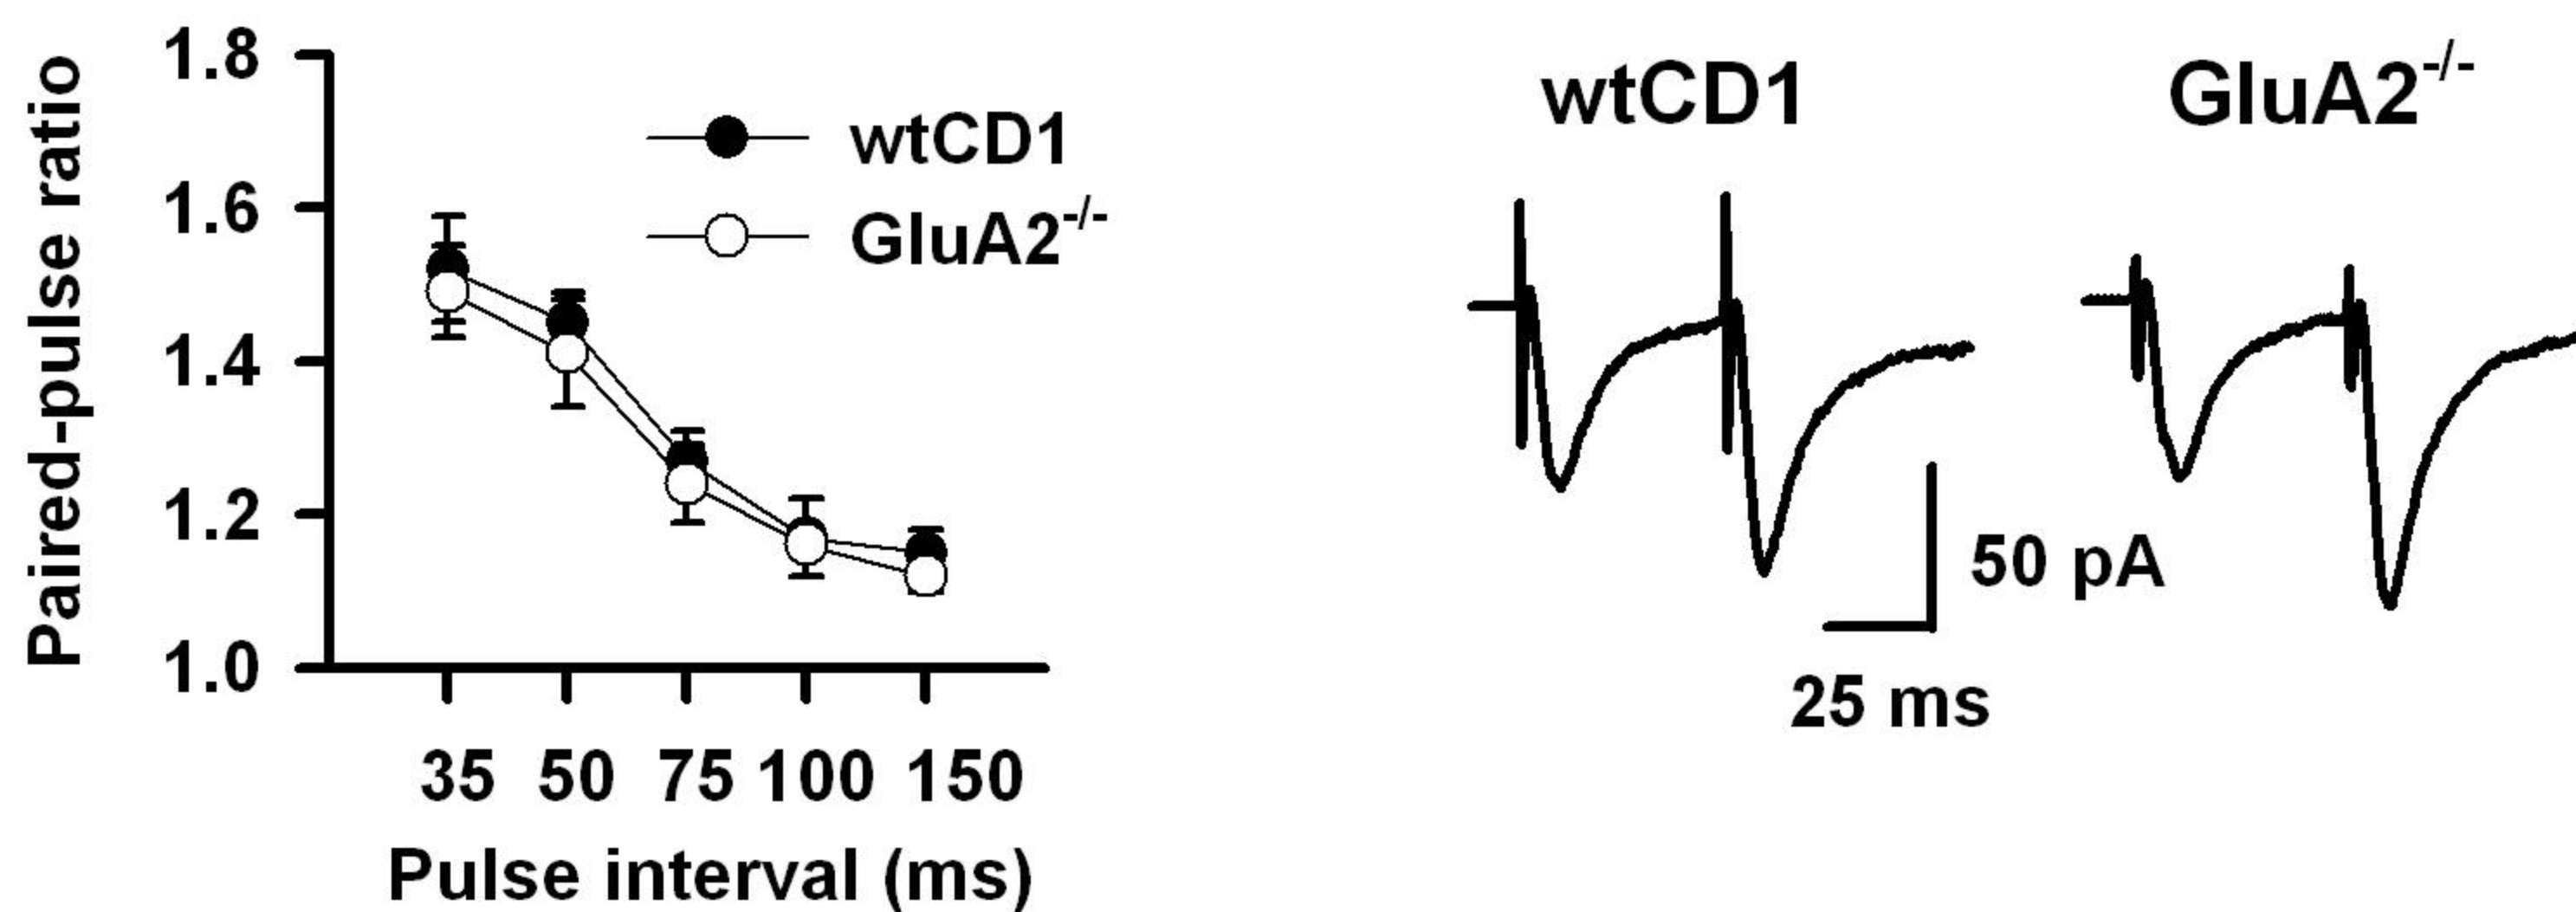 Paired-pulse ratio
1.8
1.6
1.4
1.2
1.0
wtCD1
GluA2-/-
35 50 75 100 150
Pulse interval (ms)
wtCD1
GluA2-/-
50 pA
25 ms